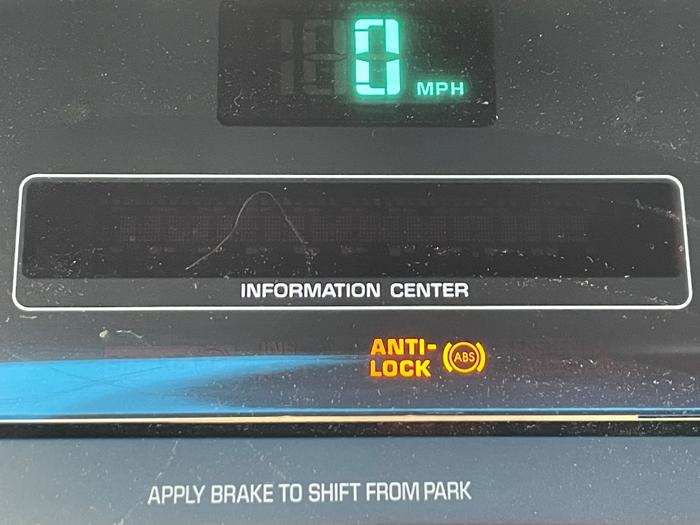 0 MPH
INFORMATION CENTER
ANTI-
LOCK ABS
APPLY BRAKE TO SHIFT FROM PARK